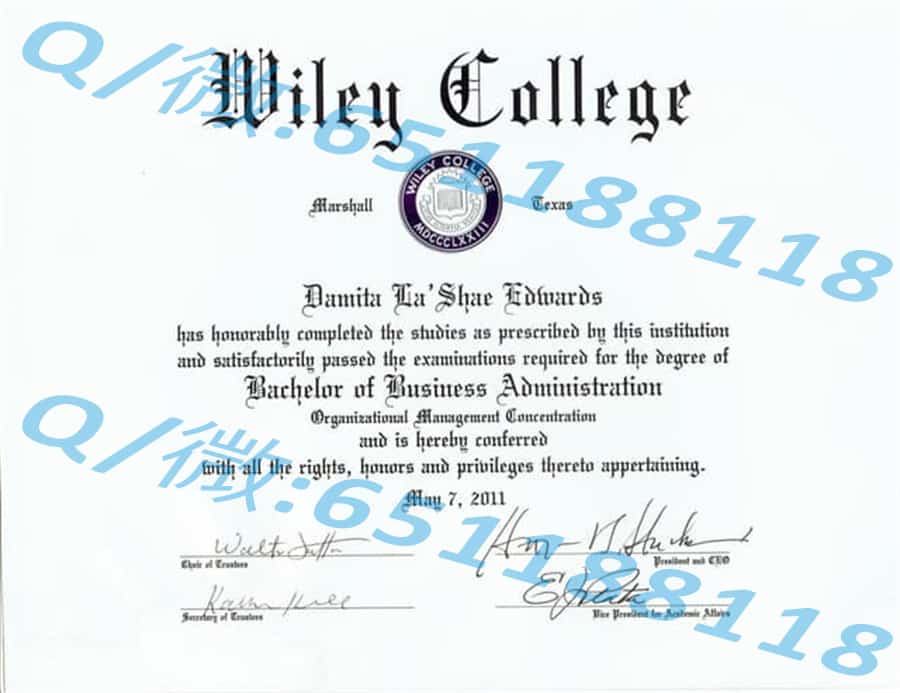 Wiley College
Q/微:651188118
Marshall
WILEY COLLEGE
MDCCCLXXIII
Texas
Damita La'Shae Edwards
has honorably completed the studies as prescribed by this institution
and satisfactorily passed the examinations required for the degree of
Bachelor of Business Administration
Organizational Management Concentration
and is hereby conferred
with all the rights, honors and privileges thereto appertaining.
Q/微:651188118
May 7, 2011
Chair of Trustees
President and CEO
Secretary of Trustees
Vice President for Academic Affairs